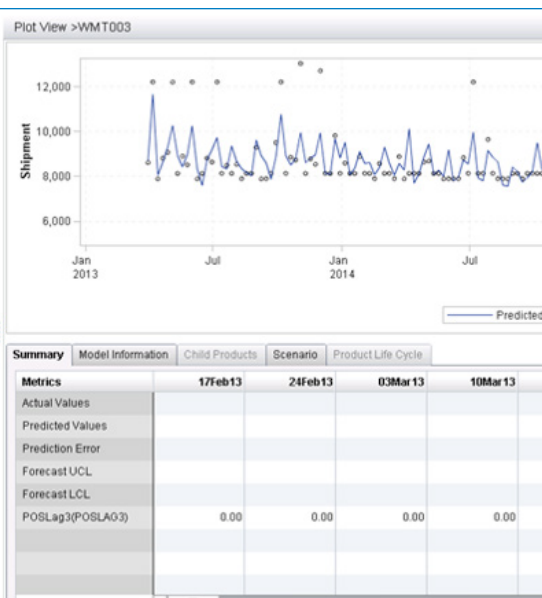 Plot View >WMT003
Shipment
12,000
10,000
8,000
6,000
Jan
2013
Jul
Jan
2014
Jul
Predicted
Summary Model Information Child Products Scenario Product Life Cycle
Metrics 17Feb13 24Feb13 03Mar13 10Mar13
Actual Values
Predicted Values
Prediction Error
Forecast UCL
Forecast LCL
POSLag3(POSLAG3) 0.00 0.00 0.00 0.00